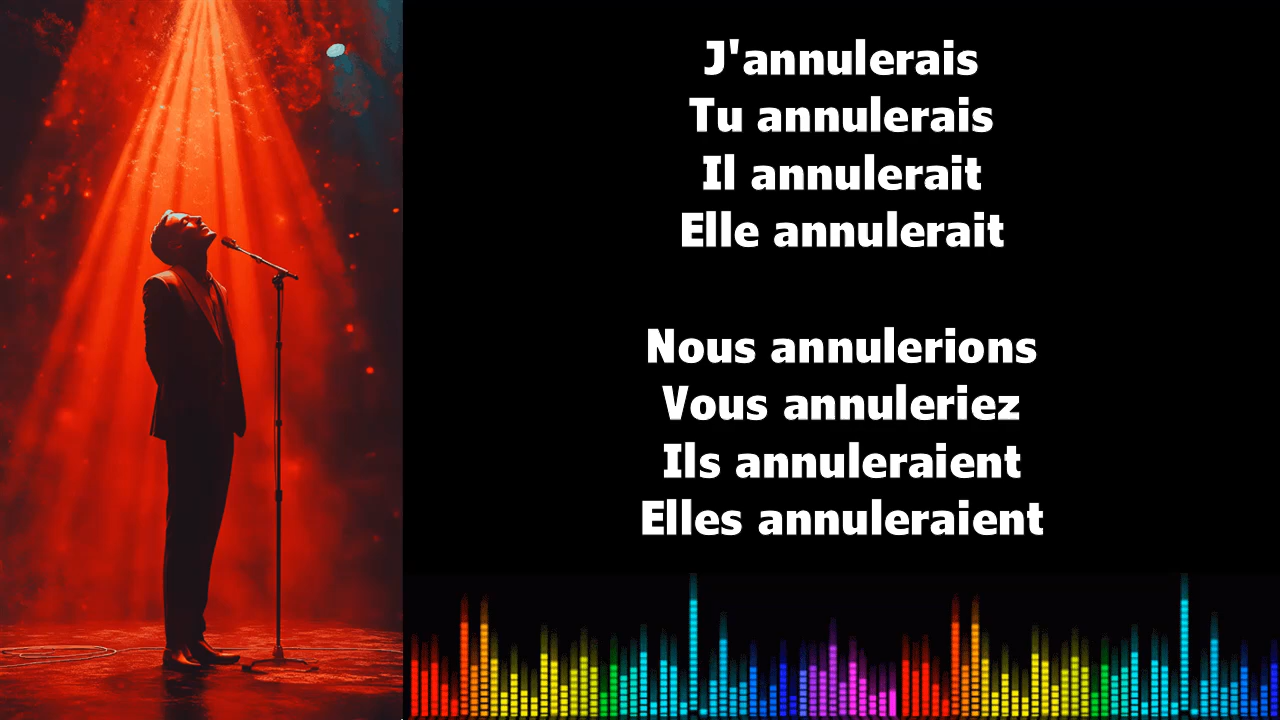 J'annulerais
Tu annulerais
Il annulerait
Elle annulerait
Nous annulerions
Vous annuleriez
Ils annuleraient
Elles annuleraient